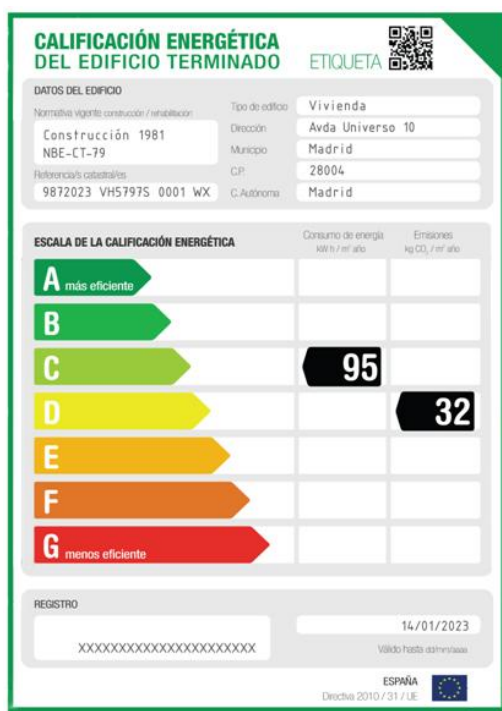 CALIFICACIÓN ENERGÉTICA
DEL EDIFICIO TERMINADO
ETIQUETA
DATOS DEL EDIFICIO
Normativa vigente construcción / rehabilitación
Construcción 1981
NBE-CT-79
Referencia/s catastral/es
9872023 VH5797S 0001 WX
Tipo de edificio
Vivienda
Dirección
Avda Universo 10
Municipio
Madrid
C.P.
28004
C. Autónoma
Madrid
ESCALA DE LA CALIFICACIÓN ENERGÉTICA
Consumo de energía
kW h / m² año
Emisiones
kg CO₂ / m² año
A más eficiente
B
C
95
D
32
E
F
G menos eficiente
REGISTRO
XXXXXXXXXXXXXXXXXXXXXX
14/01/2023
Válido hasta dd/mm/aaaa
ESPAÑA
Directiva 2010 / 31 / UE